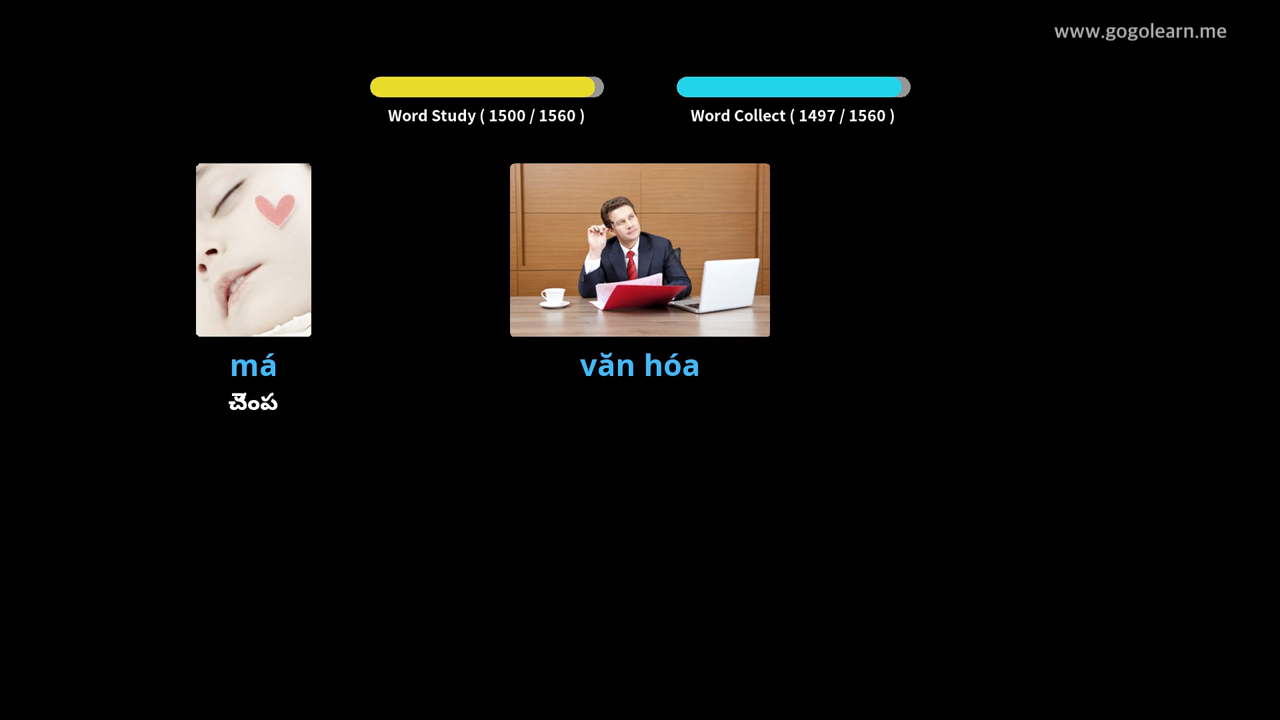 www.gogolearn.me
Word Study ( 1500 / 1560 )
Word Collect ( 1497 / 1560 )
má
văn hóa
చెంప